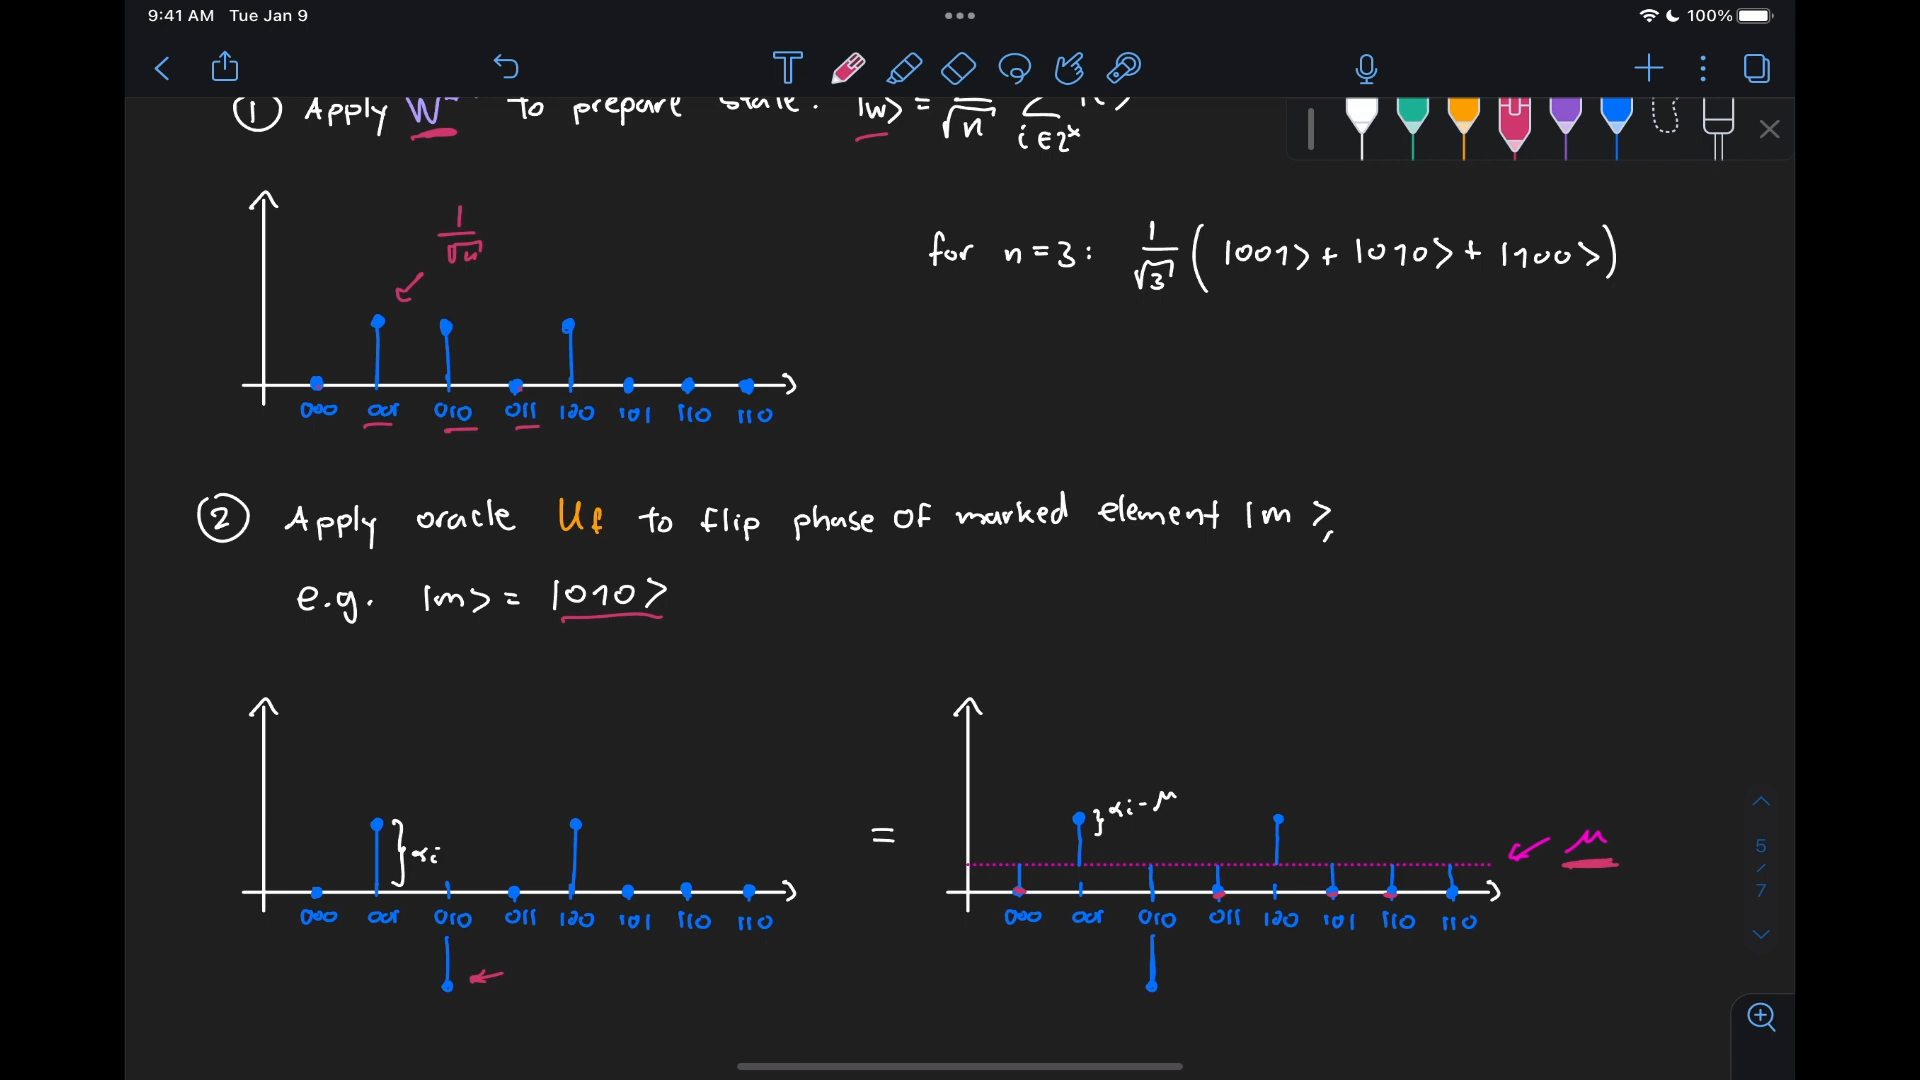 9:41 AM Tue Jan 9
100%
① Apply W to prepare state: |w> = 1/√n Σ i∈2ˣ |i>
1/√n
for n=3: 1/√3 ( |001> + |010> + |100> )
000 001 010 011 100 101 110 110
② Apply oracle Uf to flip phase of marked element |m>,
e.g. |m> = |010>
αi
=
αi-μ
μ
000 001 010 011 100 101 110 110
000 001 010 011 100 101 110 110
5
/
7